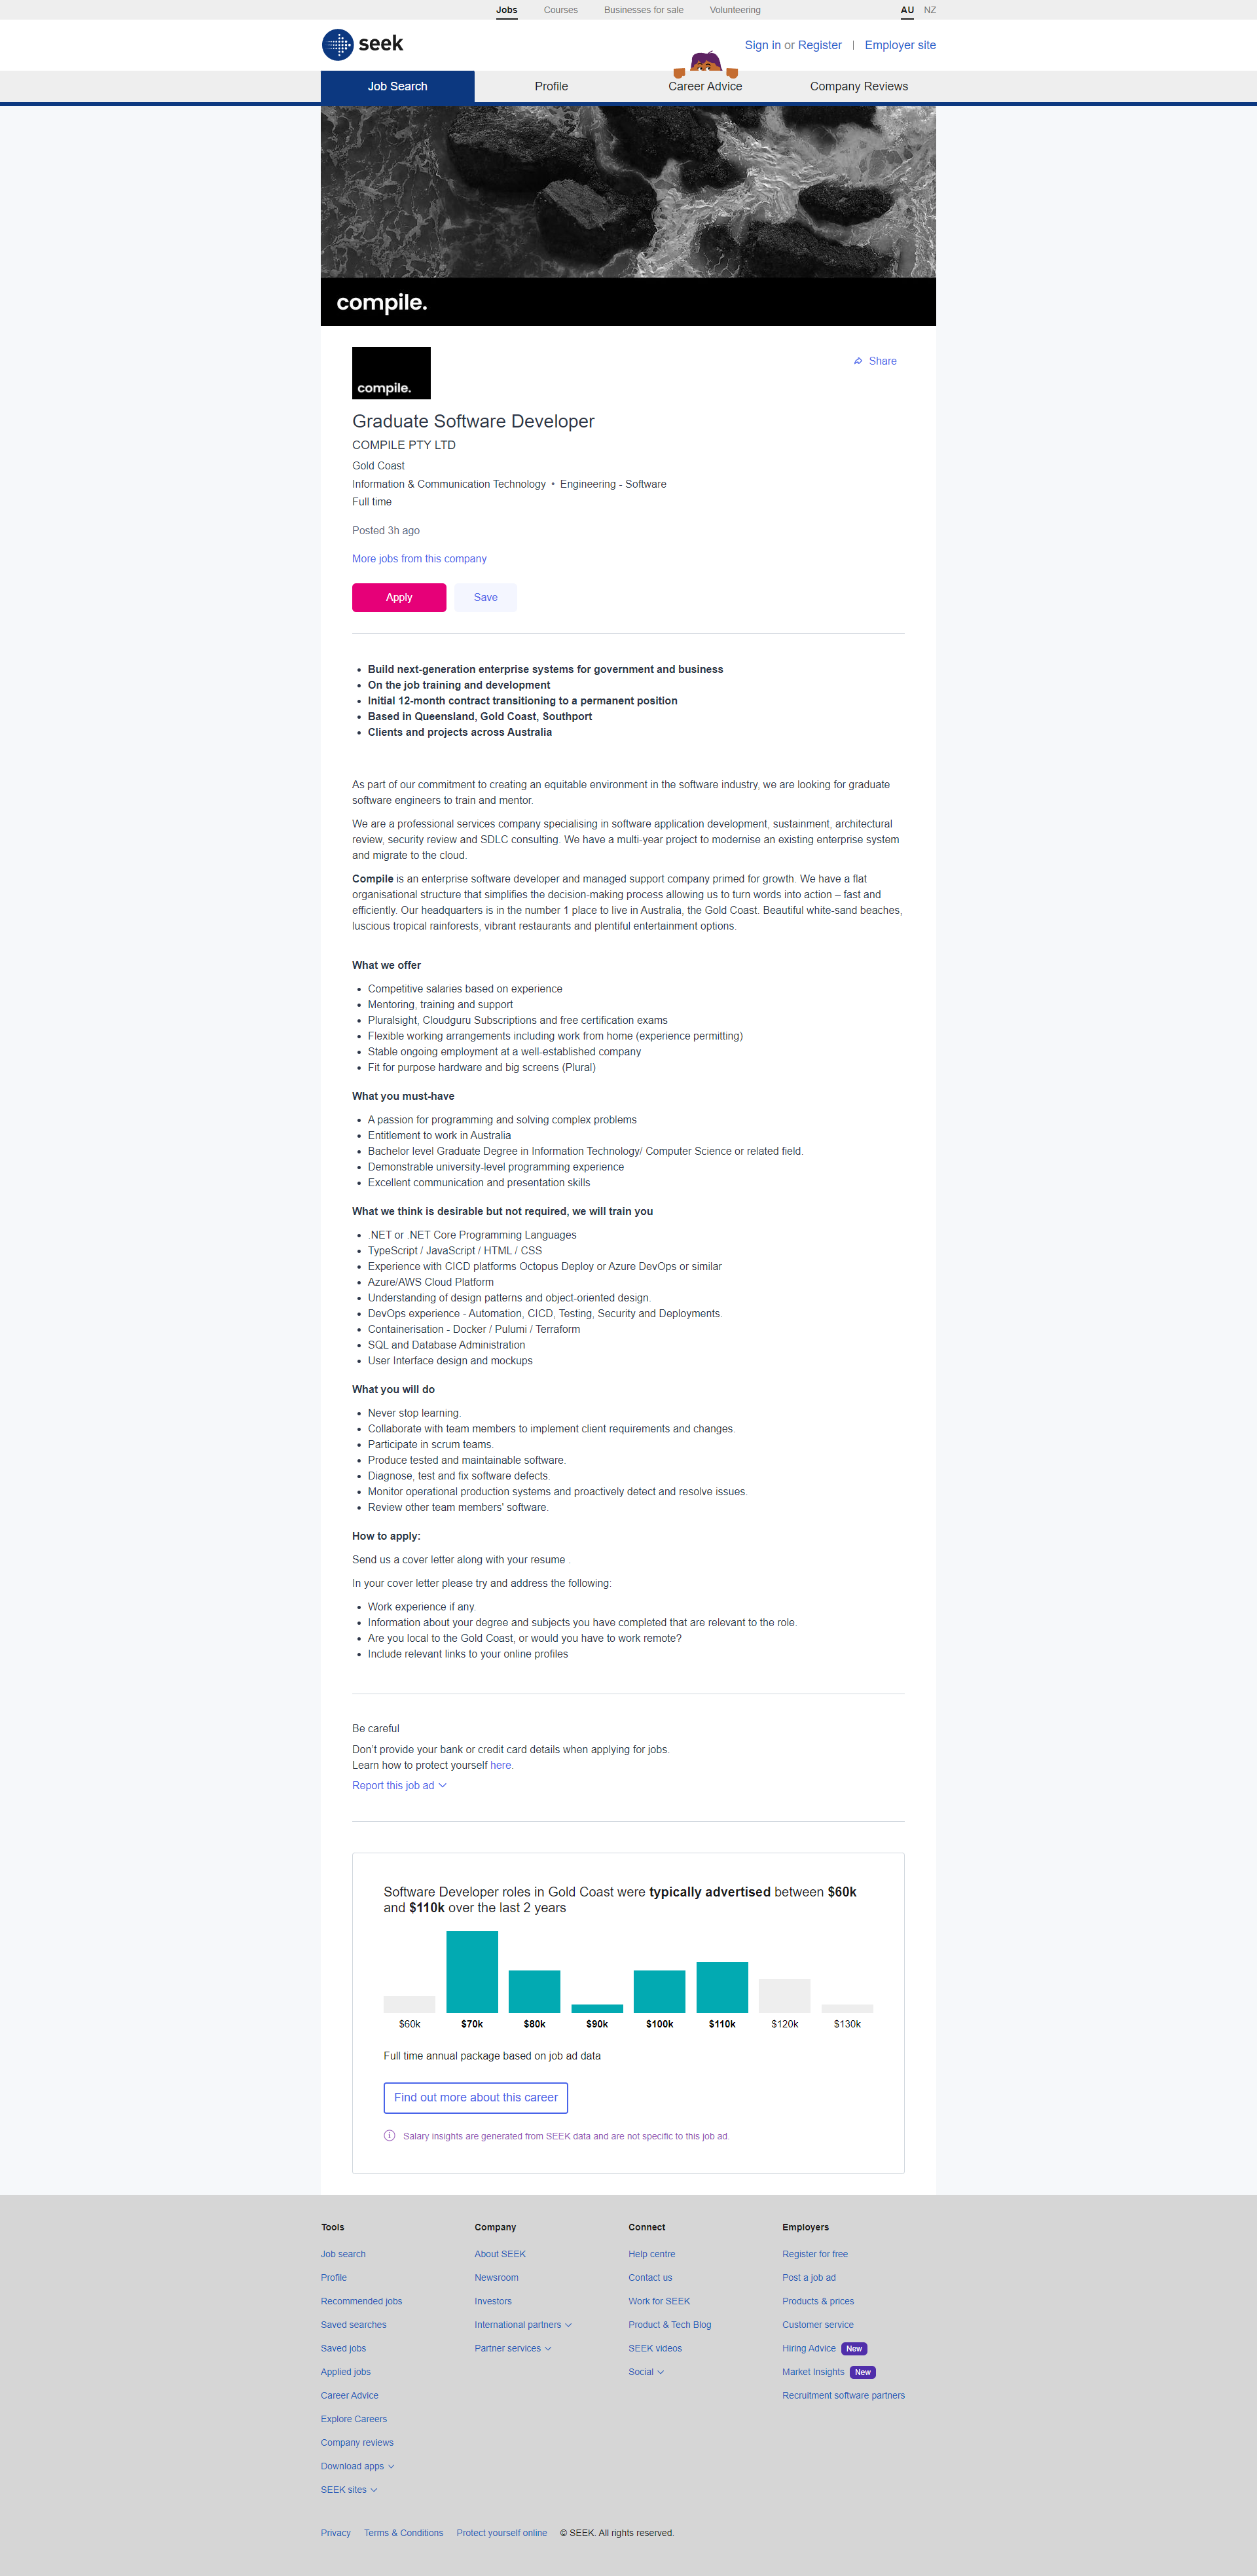 Jobs Courses Businesses for sale Volunteering AU NZ
seek
Sign in or Register | Employer site
Job Search Profile Career Advice Company Reviews
compile.
compile.
Share
Graduate Software Developer
COMPILE PTY LTD
Gold Coast
Information & Communication Technology • Engineering - Software
Full time
Posted 3h ago
More jobs from this company
Apply Save
• Build next-generation enterprise systems for government and business
• On the job training and development
• Initial 12-month contract transitioning to a permanent position
• Based in Queensland, Gold Coast, Southport
• Clients and projects across Australia
As part of our commitment to creating an equitable environment in the software industry, we are looking for graduate
software engineers to train and mentor.
We are a professional services company specialising in software application development, sustainment, architectural
review, security review and SDLC consulting. We have a multi-year project to modernise an existing enterprise system
and migrate to the cloud.
Compile is an enterprise software developer and managed support company primed for growth. We have a flat
organisational structure that simplifies the decision-making process allowing us to turn words into action – fast and
efficiently. Our headquarters is in the number 1 place to live in Australia, the Gold Coast. Beautiful white-sand beaches,
luscious tropical rainforests, vibrant restaurants and plentiful entertainment options.
What we offer
• Competitive salaries based on experience
• Mentoring, training and support
• Pluralsight, Cloudguru Subscriptions and free certification exams
• Flexible working arrangements including work from home (experience permitting)
• Stable ongoing employment at a well-established company
• Fit for purpose hardware and big screens (Plural)
What you must-have
• A passion for programming and solving complex problems
• Entitlement to work in Australia
• Bachelor level Graduate Degree in Information Technology/ Computer Science or related field.
• Demonstrable university-level programming experience
• Excellent communication and presentation skills
What we think is desirable but not required, we will train you
• .NET or .NET Core Programming Languages
• TypeScript / JavaScript / HTML / CSS
• Experience with CICD platforms Octopus Deploy or Azure DevOps or similar
• Azure/AWS Cloud Platform
• Understanding of design patterns and object-oriented design.
• DevOps experience - Automation, CICD, Testing, Security and Deployments.
• Containerisation - Docker / Pulumi / Terraform
• SQL and Database Administration
• User Interface design and mockups
What you will do
• Never stop learning.
• Collaborate with team members to implement client requirements and changes.
• Participate in scrum teams.
• Produce tested and maintainable software.
• Diagnose, test and fix software defects.
• Monitor operational production systems and proactively detect and resolve issues.
• Review other team members' software.
How to apply:
Send us a cover letter along with your resume .
In your cover letter please try and address the following:
• Work experience if any.
• Information about your degree and subjects you have completed that are relevant to the role.
• Are you local to the Gold Coast, or would you have to work remote?
• Include relevant links to your online profiles
Be careful
Don't provide your bank or credit card details when applying for jobs.
Learn how to protect yourself here.
Report this job ad
Software Developer roles in Gold Coast were typically advertised between $60k
and $110k over the last 2 years
$60k $70k $80k $90k $100k $110k $120k $130k
Full time annual package based on job ad data
Find out more about this career
Salary insights are generated from SEEK data and are not specific to this job ad.
Tools Company Connect Employers
Job search About SEEK Help centre Register for free
Profile Newsroom Contact us Post a job ad
Recommended jobs Investors Work for SEEK Products & prices
Saved searches International partners Product & Tech Blog Customer service
Saved jobs Partner services SEEK videos Hiring Advice New
Applied jobs Social Market Insights New
Career Advice Recruitment software partners
Explore Careers
Company reviews
Download apps
SEEK sites
Privacy Terms & Conditions Protect yourself online © SEEK. All rights reserved.